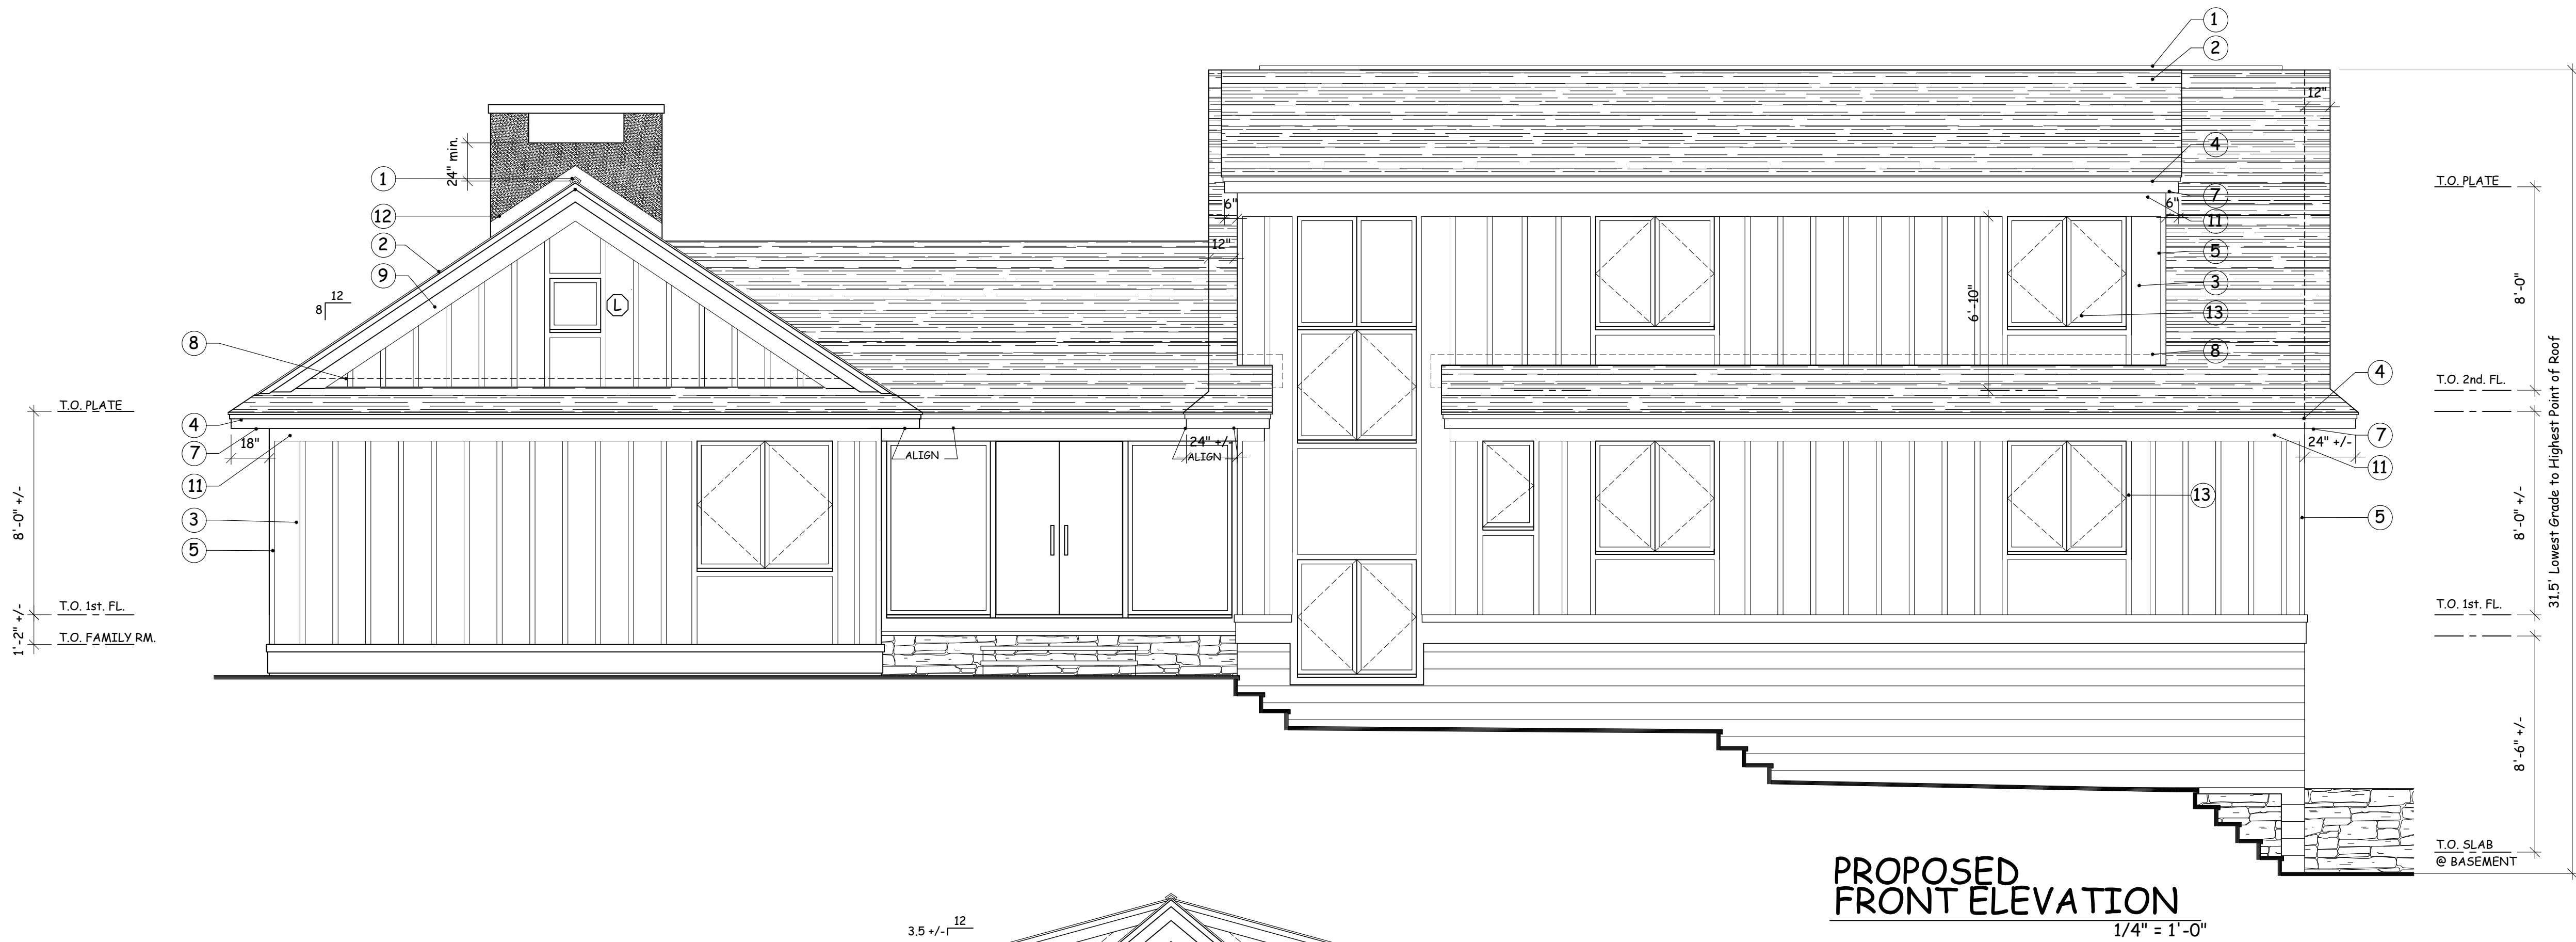 1
2
12"
4
7
6"
11
5
3
13
8
6'-10"
6"
12"
24" min.
1
12
2
9
L
12
8
8
T.O. PLATE
4
18"
7
11
3
5
8'-0" +/-
T.O. 1st. FL.
1'-2" +/-
T.O. FAMILY RM.
ALIGN
24" +/-
ALIGN
T.O. PLATE
8'-0"
T.O. 2nd. FL.
4
7
24" +/-
11
13
5
8'-0" +/-
31.5' Lowest Grade to Highest Point of Roof
T.O. 1st. FL.
8'-6" +/-
T.O. SLAB
@ BASEMENT
PROPOSED
FRONT ELEVATION
1/4" = 1'-0"
12
3.5 +/-